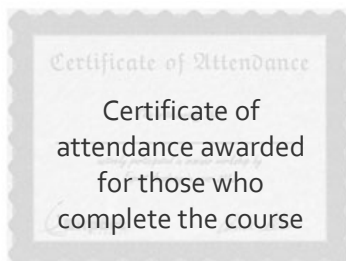 Certificate of Attendance
Certificate of
attendance awarded
for those who
complete the course